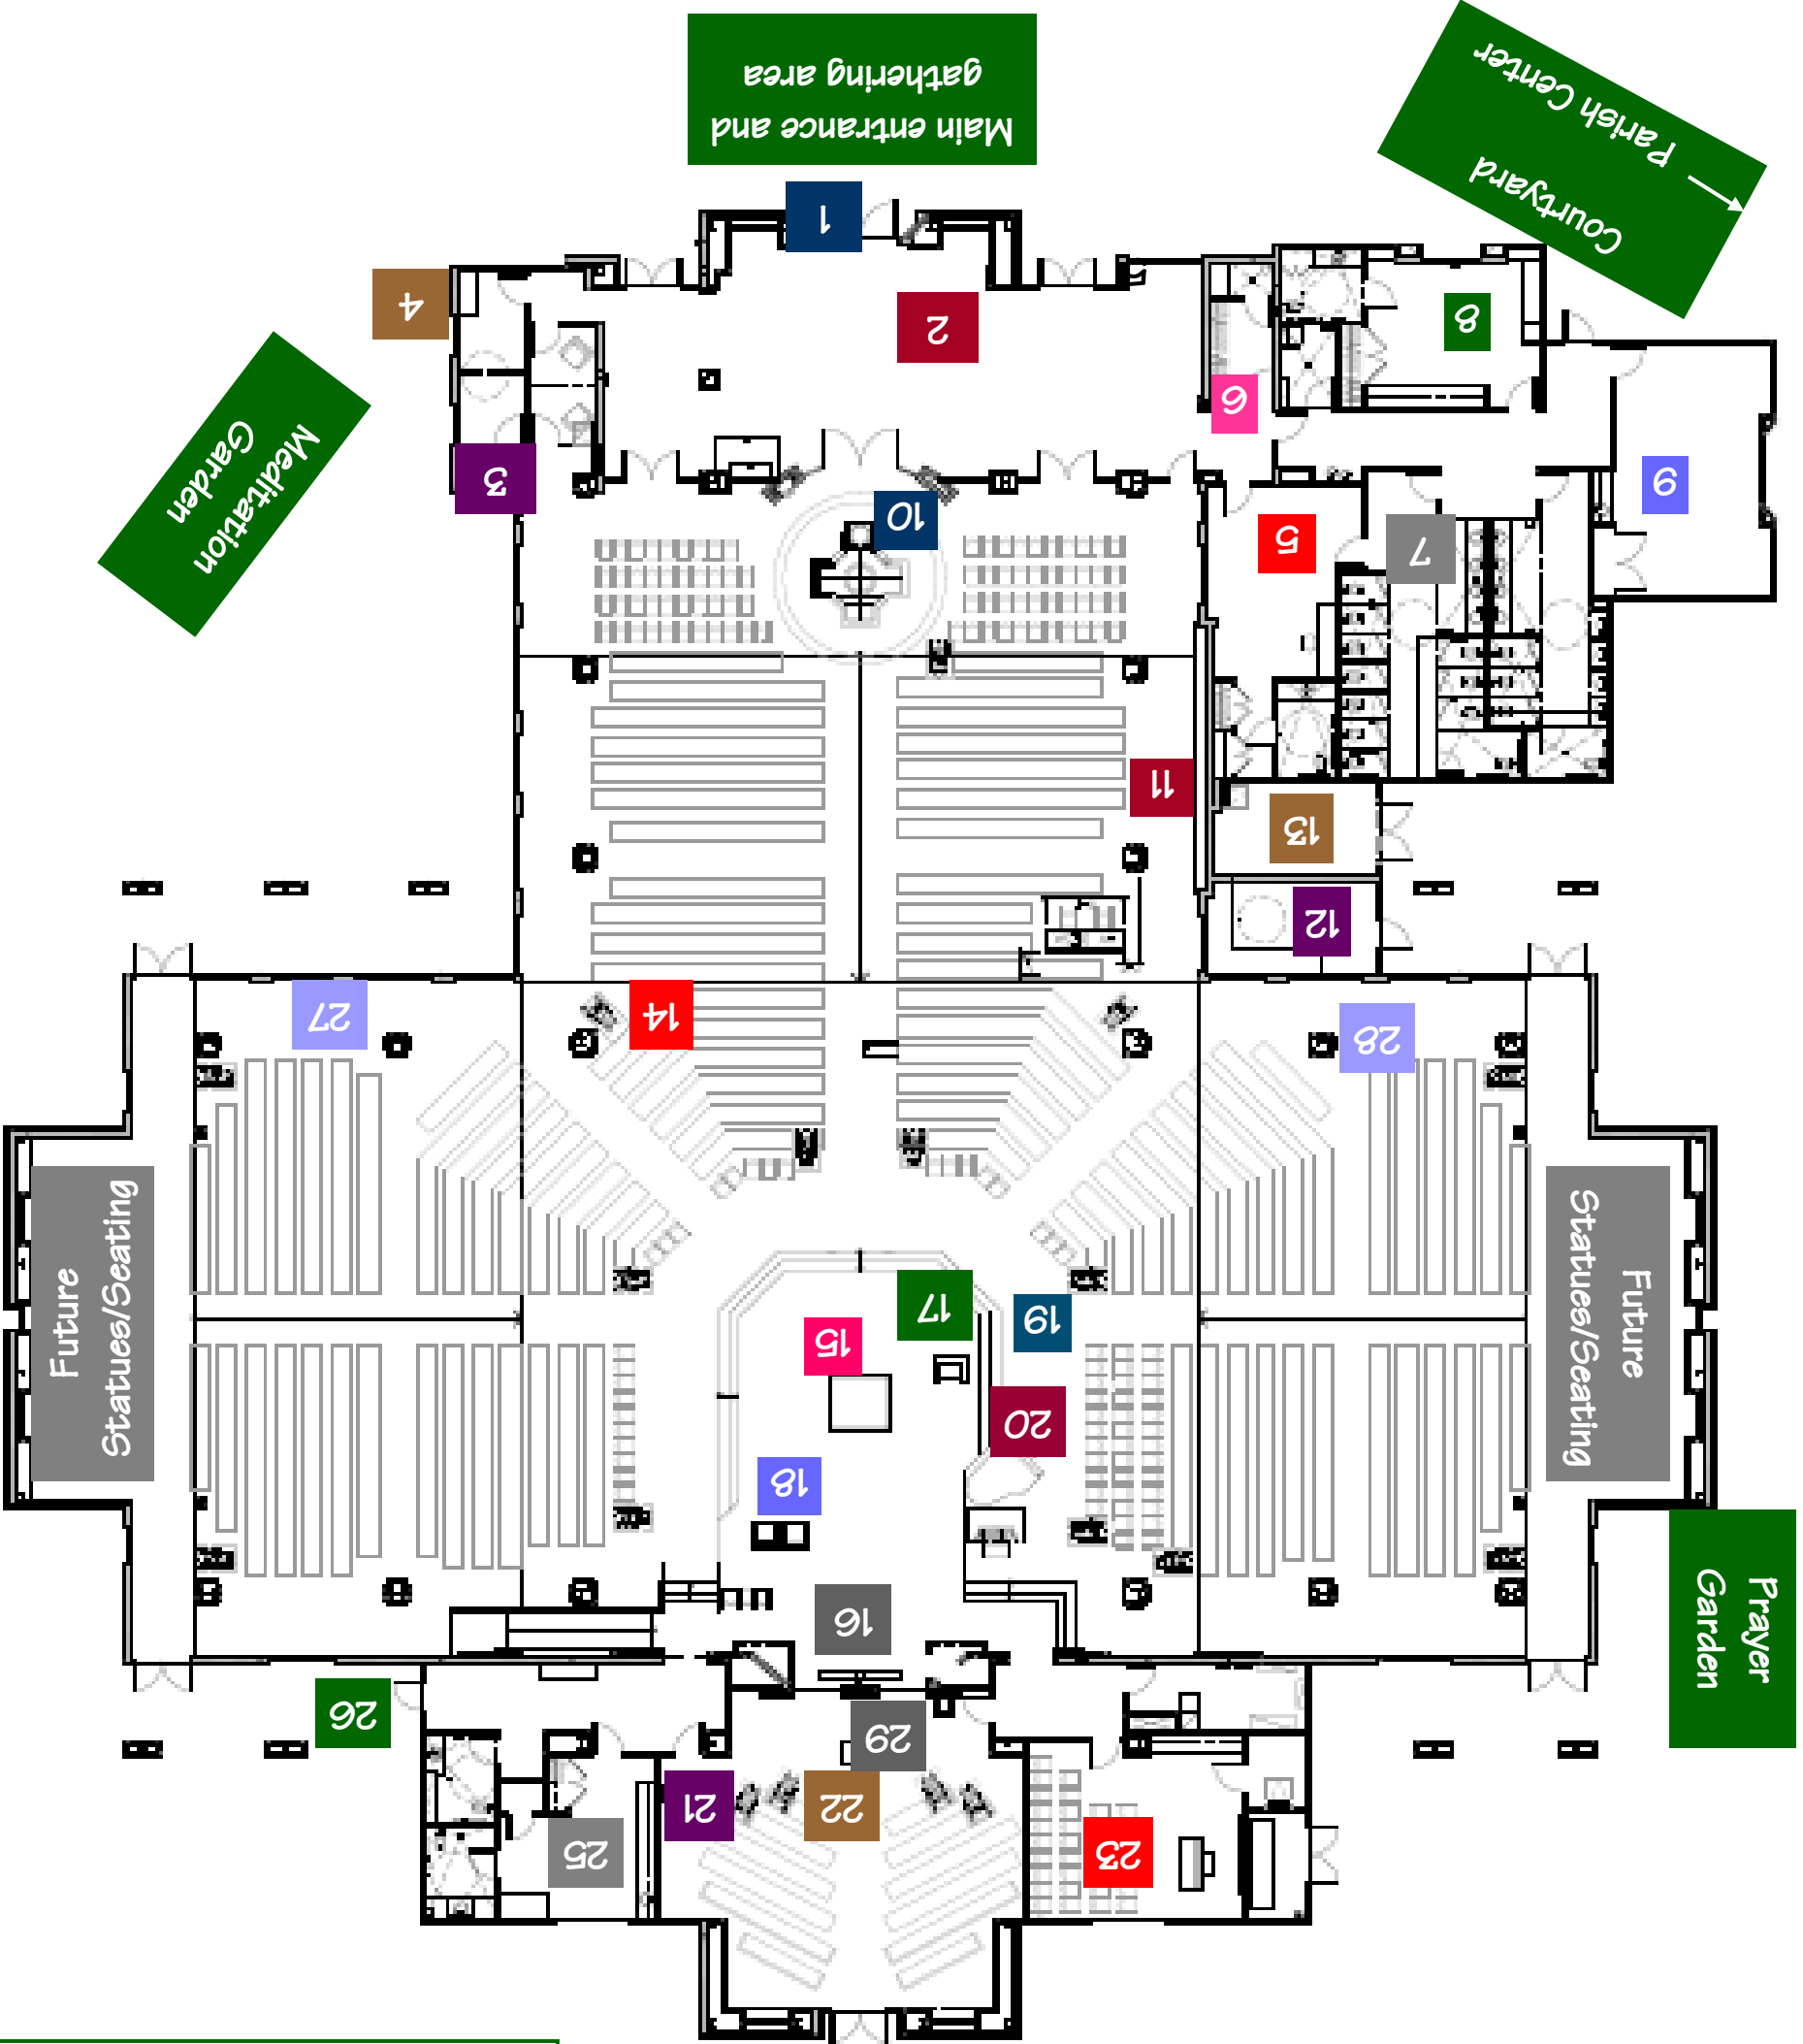 23
25
22
21
29
26
Prayer
Garden
16
18
20
15
Future
Statues/Seating
Future
Statues/Seating
19
17
28
27
14
12
13
11
7
5
10
9
3
Meditation
Garden
6
2
8
4
1
Courtyard
Parish Center
Main entrance and
gathering area